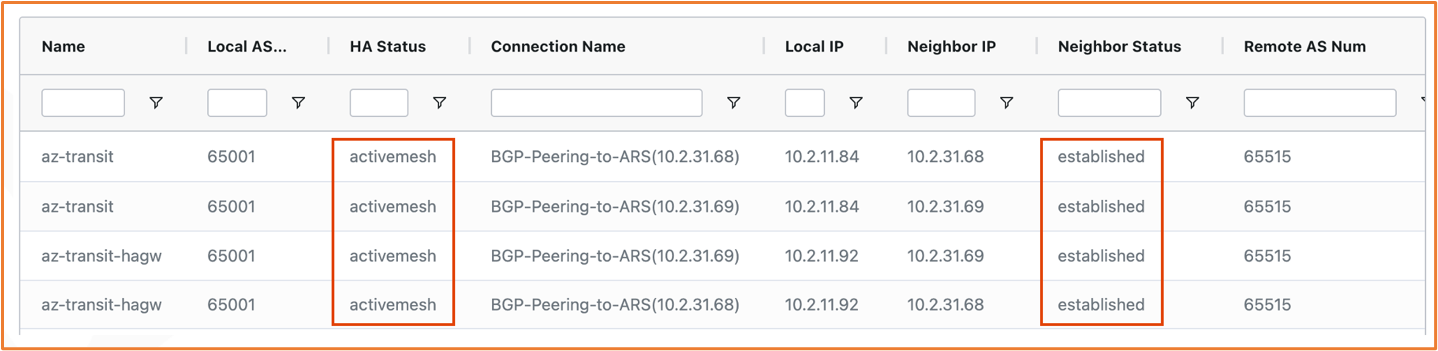 Name Local AS... HA Status Connection Name Local IP Neighbor IP Neighbor Status Remote AS Num
az-transit 65001 activemesh BGP-Peering-to-ARS(10.2.31.68) 10.2.11.84 10.2.31.68 established 65515
az-transit 65001 activemesh BGP-Peering-to-ARS(10.2.31.69) 10.2.11.84 10.2.31.69 established 65515
az-transit-hagw 65001 activemesh BGP-Peering-to-ARS(10.2.31.69) 10.2.11.92 10.2.31.69 established 65515
az-transit-hagw 65001 activemesh BGP-Peering-to-ARS(10.2.31.68) 10.2.11.92 10.2.31.68 established 65515